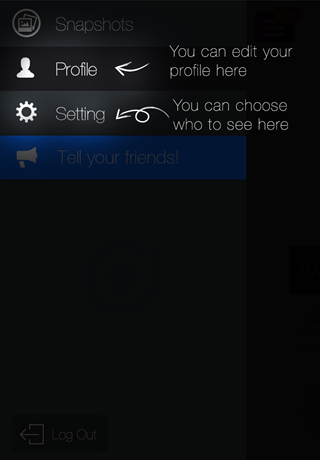 Snapshots
Profile
You can edit your
profile here
Setting
You can choose
who to see here
Tell your friends!
Log Out